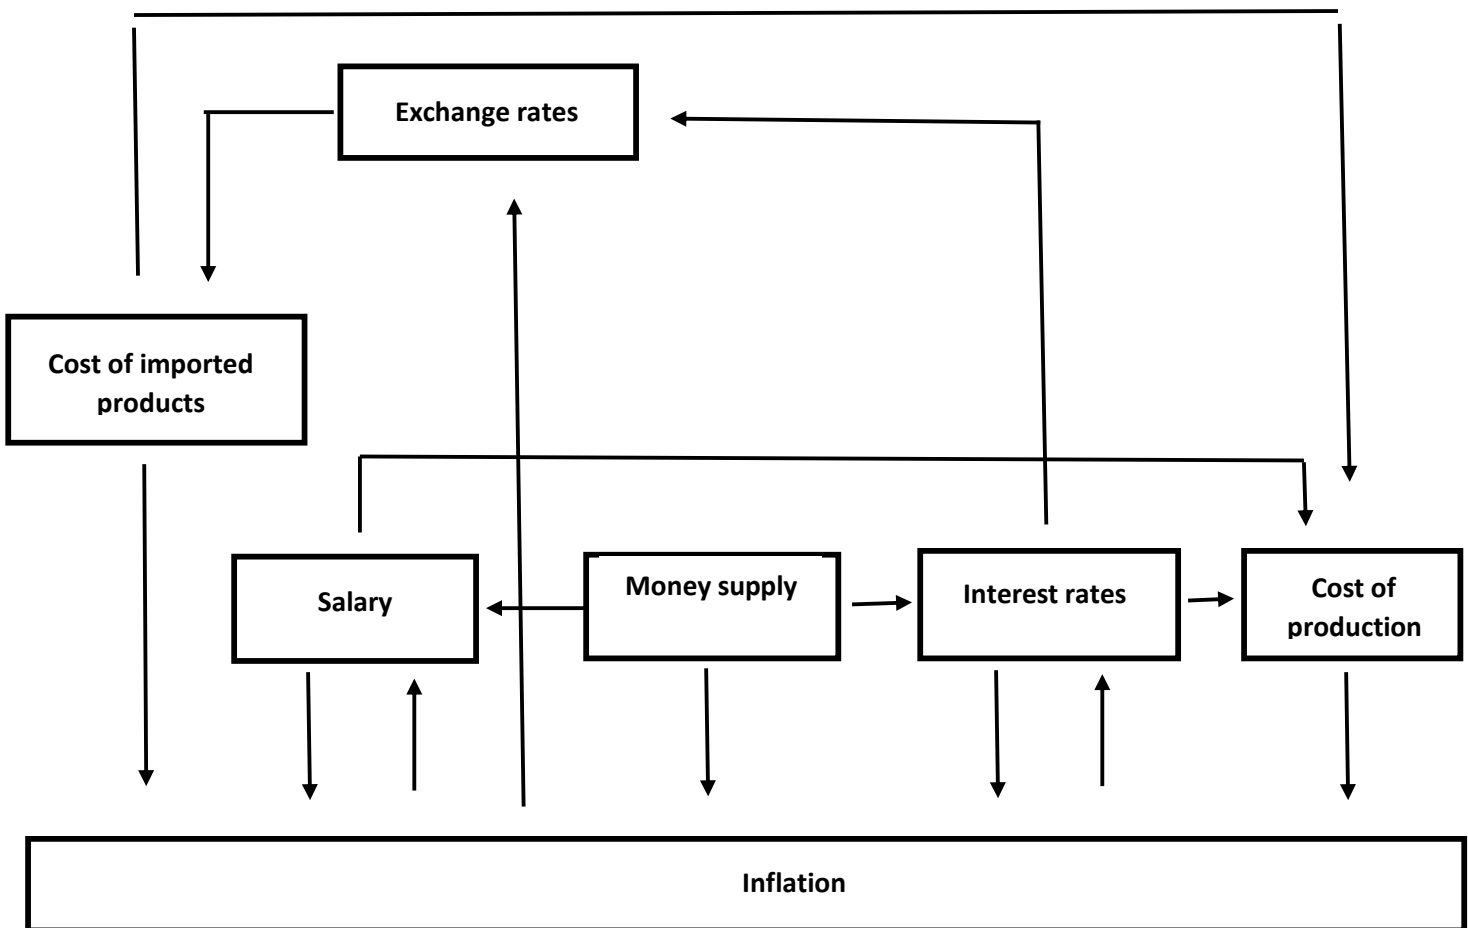 Exchange rates
Cost of imported
products
Salary
Money supply
Interest rates
Cost of
production
Inflation